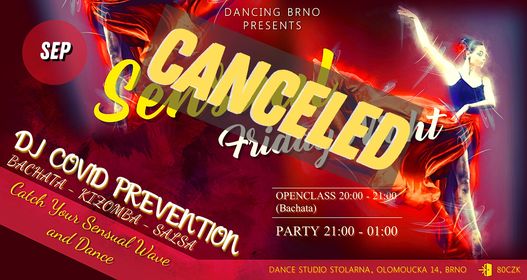 DANCING BRNO
PRESENTS
SEP
CANCELED
Friday
DJ COVID PREVENTION
BACHATA - KIZOMBA - SALSA
Catch Your Sensual Wave
and Dance
OPENCLASS 20:00 - 21:00
(Bachata)
PARTY 21:00 - 01:00
DANCE STUDIO STOLARNA, OLOMOUCKA 14, BRNO
80CZK